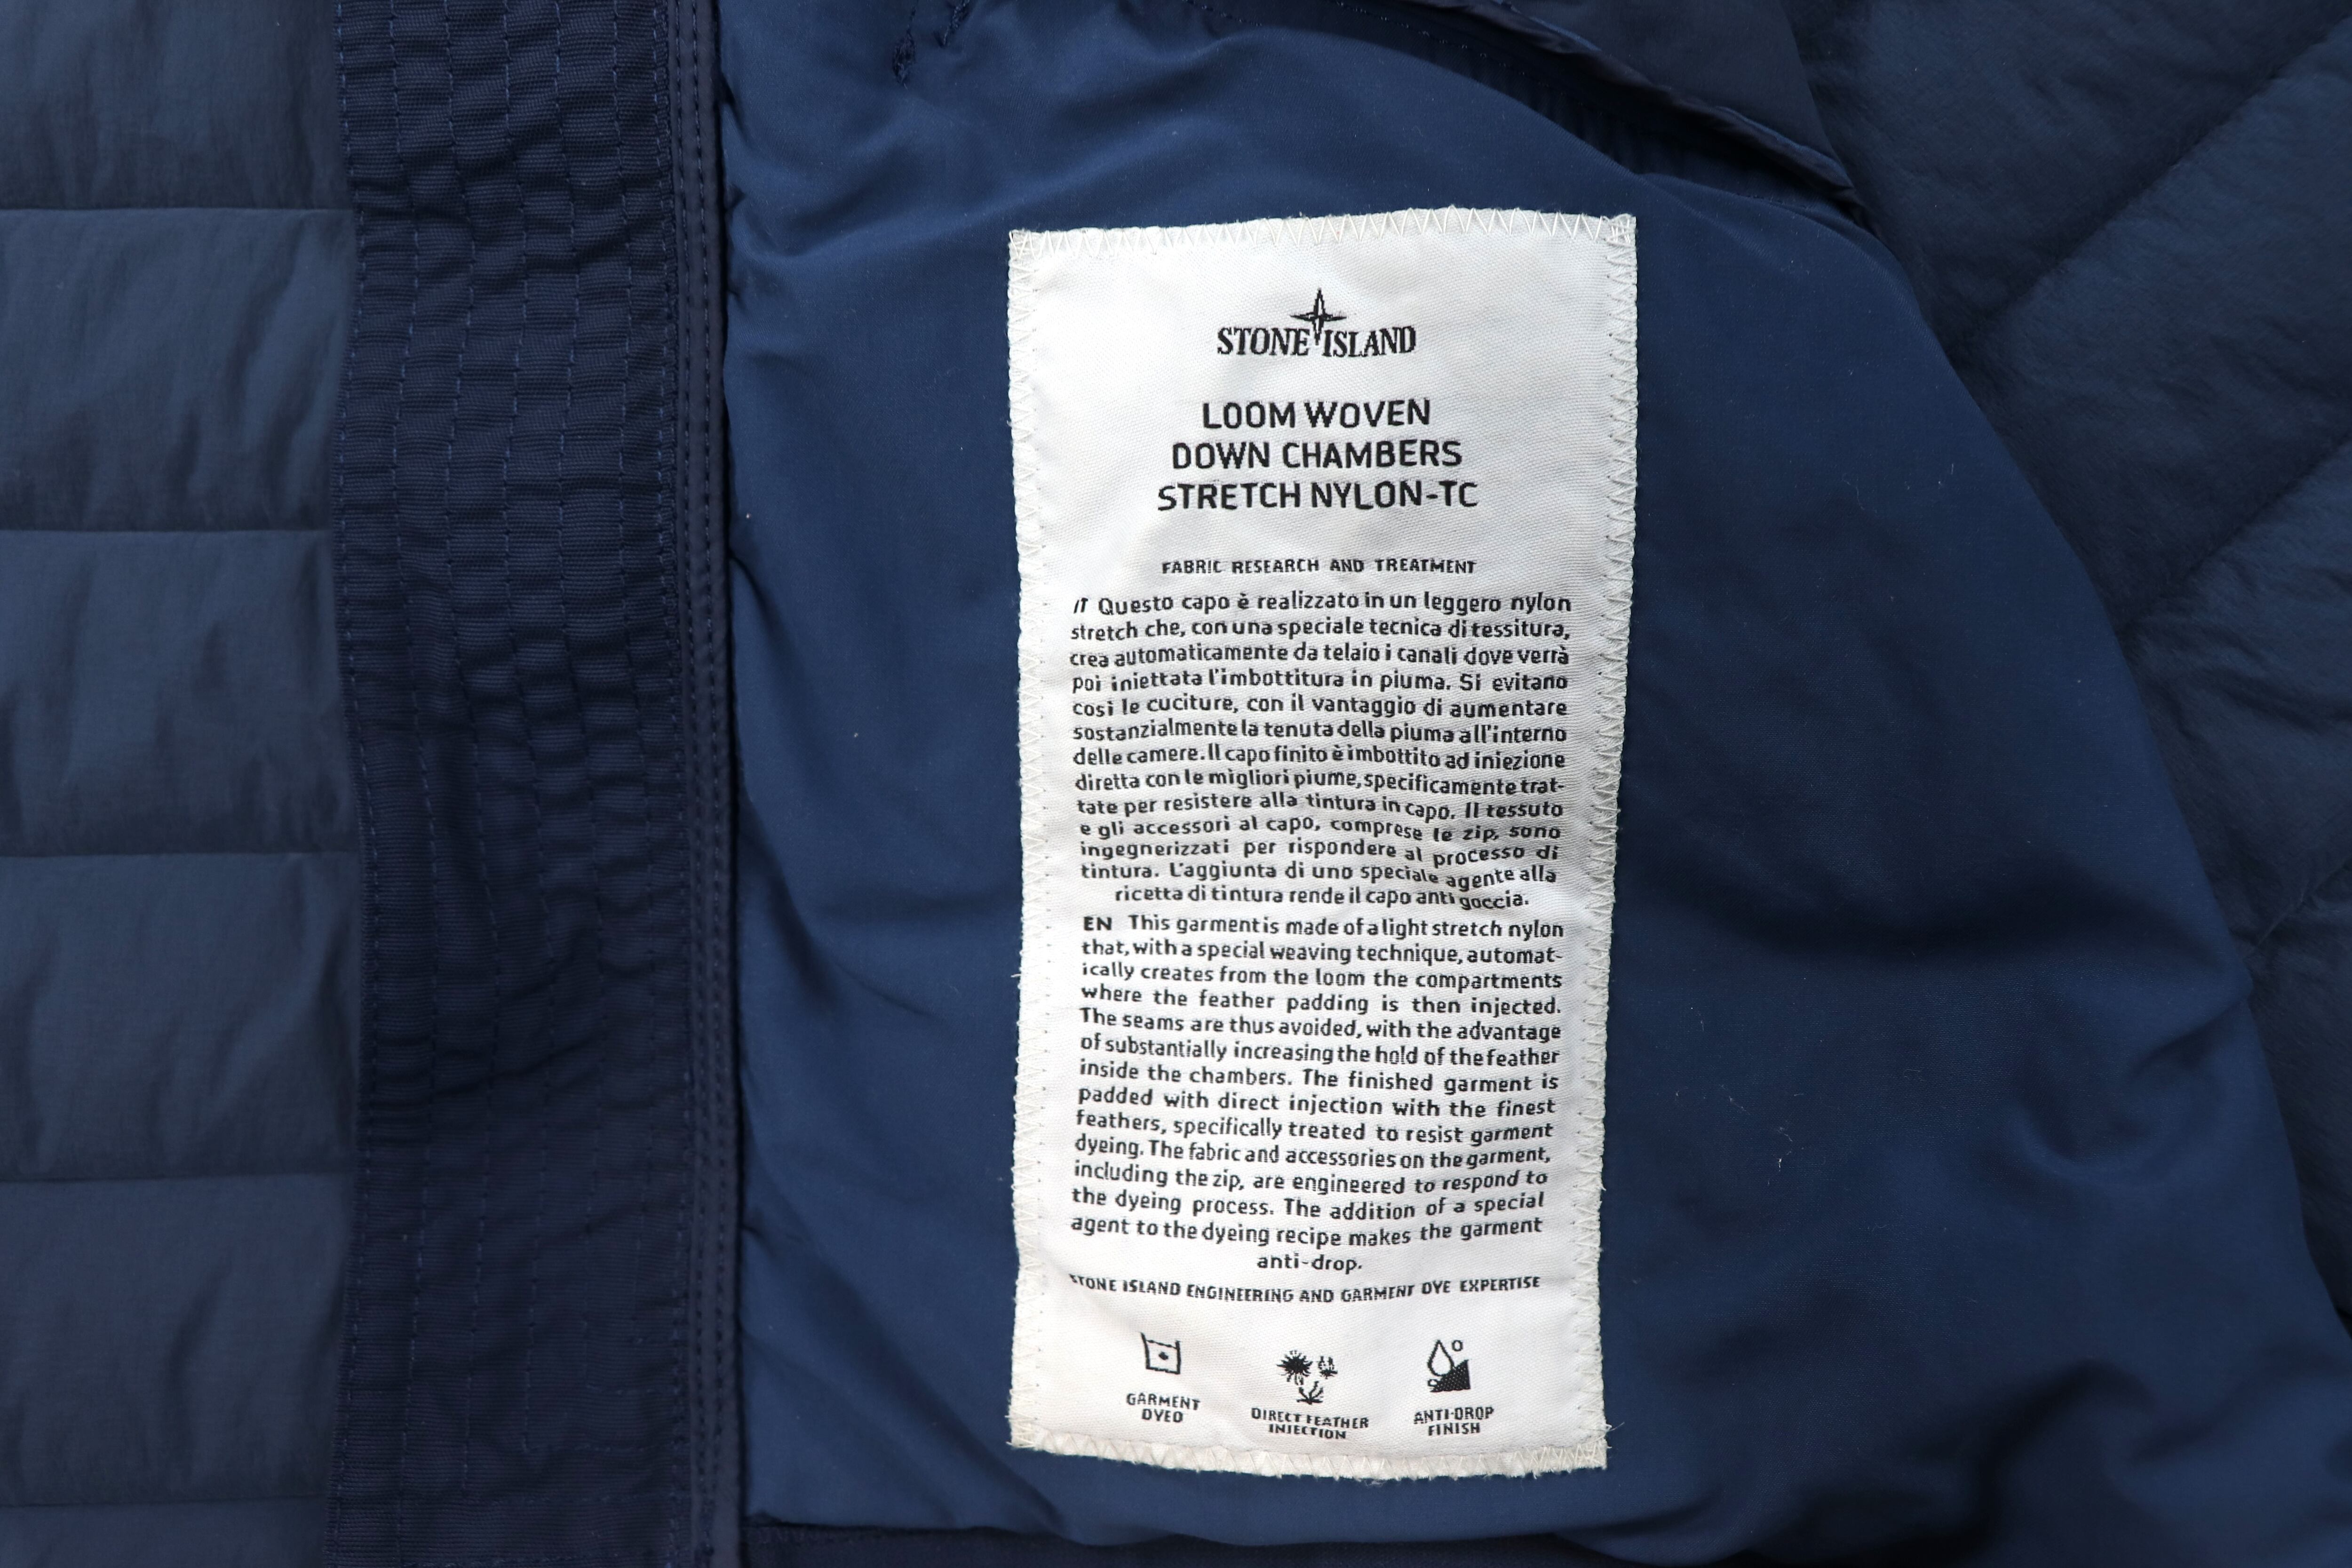 STONE ISLAND
LOOM WOVEN
DOWN CHAMBERS
STRETCH NYLON-TC
FABRIC RESEARCH AND TREATMENT
IT Questo capo è realizzato in un leggero nylon
stretch che, con una speciale tecnica di tessitura,
crea automaticamente da telaio i canali dove verrà
poi iniettata l'imbottitura in piuma. Si evitano
così le cuciture, con il vantaggio di aumentare
sostanzialmente la tenuta della piuma all'interno
delle camere. Il capo finito è imbottito ad iniezione
diretta con le migliori piume, specificamente trat-
tate per resistere alla tintura in capo. Il tessuto
e gli accessori al capo, comprese le zip, sono
ingegnerizzati per rispondere al processo di
tintura. L'aggiunta di uno speciale agente alla
ricetta di tintura rende il capo anti goccia.
EN This garment is made of a light stretch nylon
that, with a special weaving technique, automat-
ically creates from the loom the compartments
where the feather padding is then injected.
The seams are thus avoided, with the advantage
of substantially increasing the hold of the feather
inside the chambers. The finished garment is
padded with direct injection with the finest
feathers, specifically treated to resist garment
dyeing. The fabric and accessories on the garment,
including the zip, are engineered to respond to
the dyeing process. The addition of a special
agent to the dyeing recipe makes the garment
anti-drop.
STONE ISLAND ENGINEERING AND GARMENT DYE EXPERTISE
GARMENT
DYED
DIRECT FEATHER
INJECTION
ANTI-DROP
FINISH